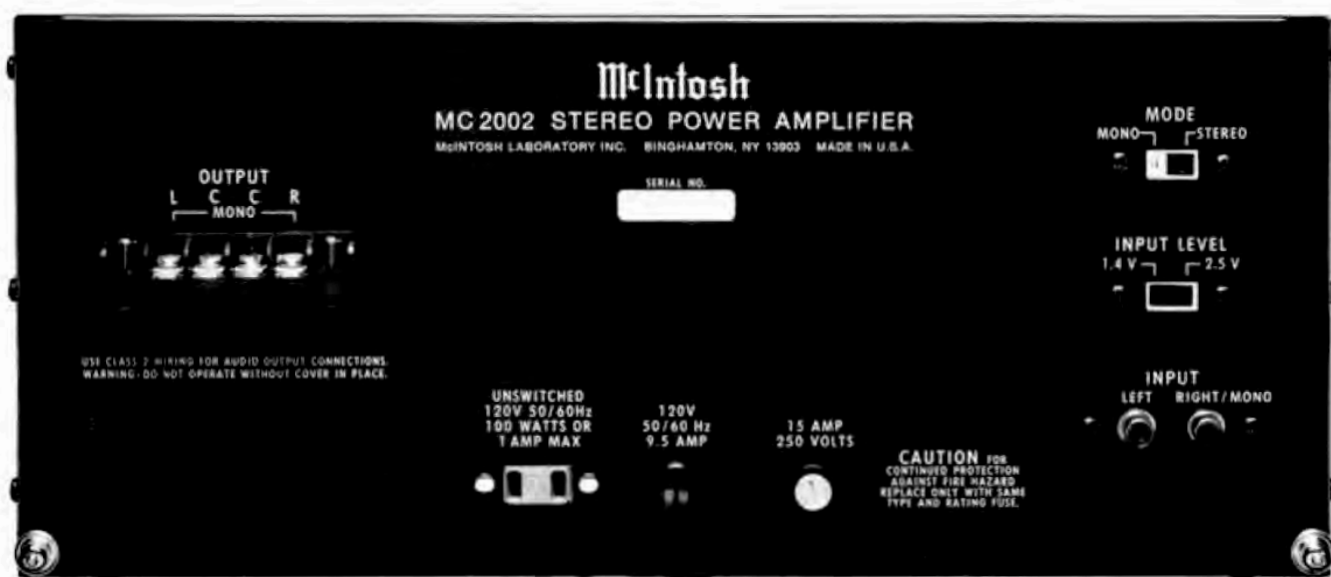 McIntosh
MC 2002 STEREO POWER AMPLIFIER
McINTOSH LABORATORY INC. BINGHAMTON, NY 13903 MADE IN U.S.A.
SERIAL NO.
OUTPUT
L C C R
MONO
USE CLASS 2 WIRING FOR AUDIO OUTPUT CONNECTIONS.
WARNING-DO NOT OPERATE WITHOUT COVER IN PLACE.
UNSWITCHED
120V 50/60Hz
100 WATTS OR
1 AMP MAX
120V
50/60 Hz
9.5 AMP
15 AMP
250 VOLTS
CAUTION FOR
CONTINUED PROTECTION
AGAINST FIRE HAZARD
REPLACE ONLY WITH SAME
TYPE AND RATING FUSE.
MODE
MONO STEREO
INPUT LEVEL
1.4 V 2.5 V
INPUT
LEFT RIGHT/MONO